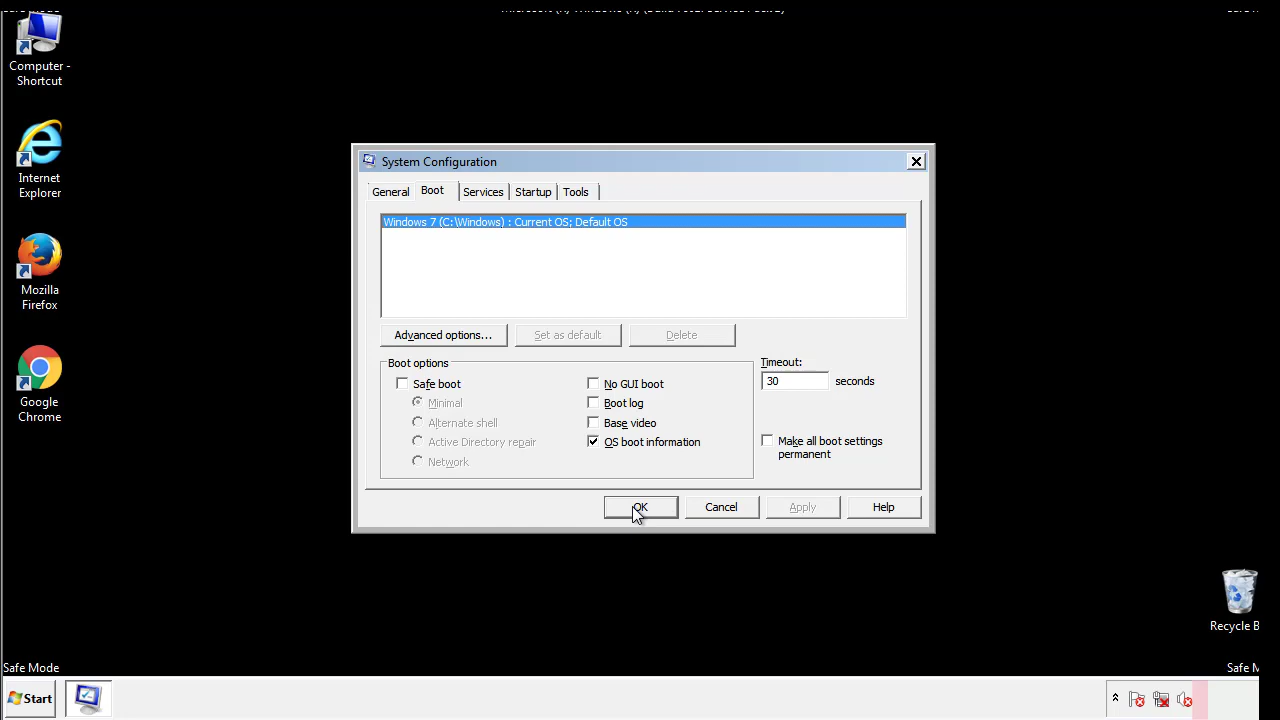 Computer -
Shortcut
Internet
Explorer
Mozilla
Firefox
Google
Chrome
System Configuration
General Boot Services Startup Tools
Windows 7 (C:\Windows) : Current OS; Default OS
Advanced options... Set as default Delete
Boot options
Safe boot
Minimal
Alternate shell
Active Directory repair
Network
No GUI boot
Boot log
Base video
OS boot information
Timeout:
30 seconds
Make all boot settings
permanent
OK Cancel Apply Help
Recycle B
Safe Mode Safe M
Start